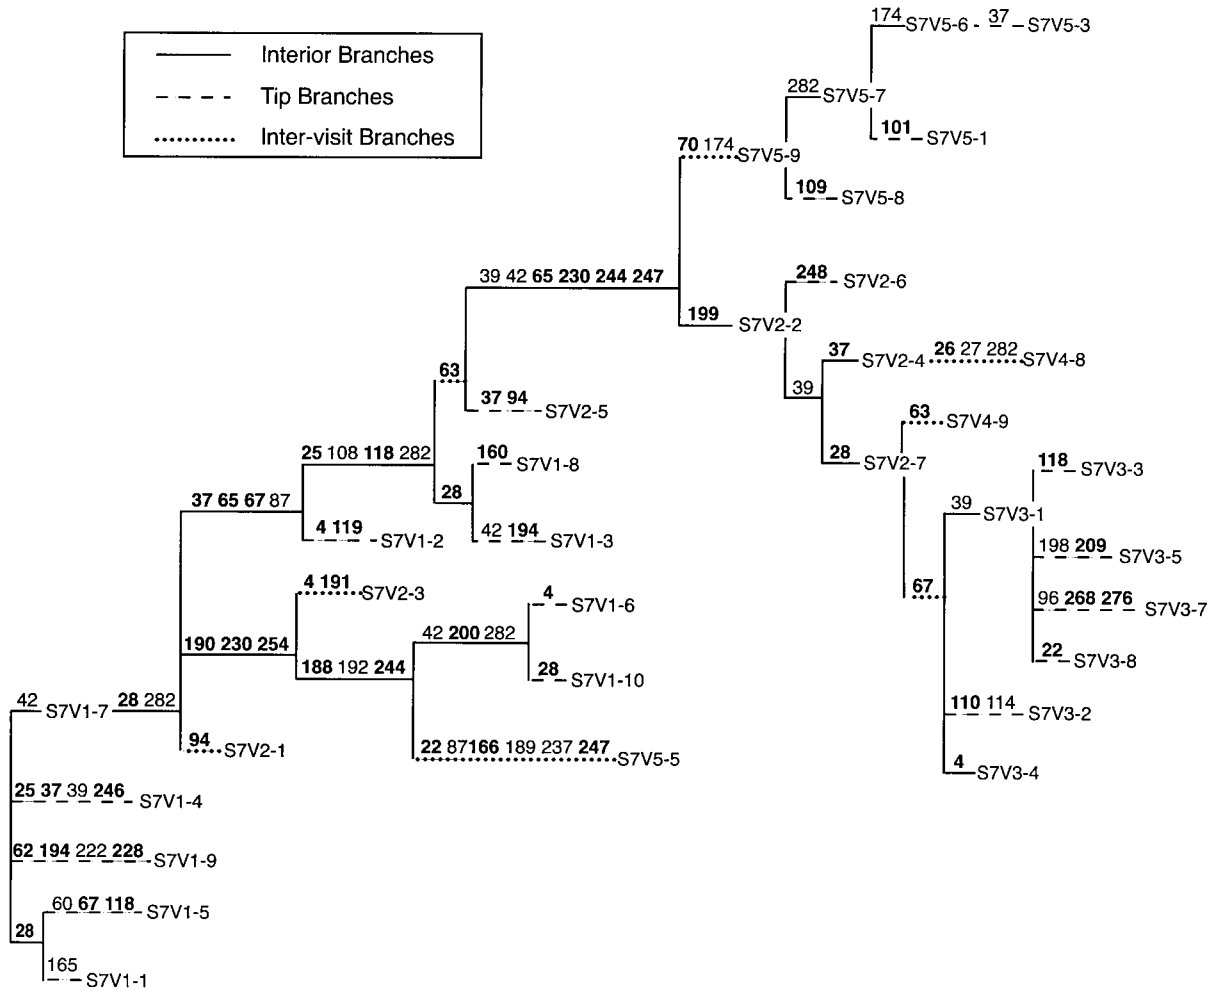 174 S7V5-6 37 S7V5-3
Interior Branches
Tip Branches
Inter-visit Branches
282 S7V5-7
101 S7V5-1
70 174 S7V5-9
109 S7V5-8
39 42 65 230 244 247
248 S7V2-6
199 S7V2-2
37 S7V2-4 26 27 282 S7V4-8
63
39
37 94 S7V2-5
63 S7V4-9
25 108 118 282
160 S7V1-8
28 S7V2-7
118 S7V3-3
28
37 65 67 87
39 S7V3-1
4 119 S7V1-2
42 194 S7V1-3
198 209 S7V3-5
4 191 S7V2-3
67
4 S7V1-6
96 268 276 S7V3-7
190 230 254
42 200 282
188 192 244
28 S7V1-10
22 S7V3-8
42 S7V1-7 28 282
110 114 S7V3-2
94 S7V2-1
22 87 166 189 237 247 S7V5-5
4 S7V3-4
25 37 39 246 S7V1-4
62 194 222 228 S7V1-9
60 67 118 S7V1-5
28
165 S7V1-1